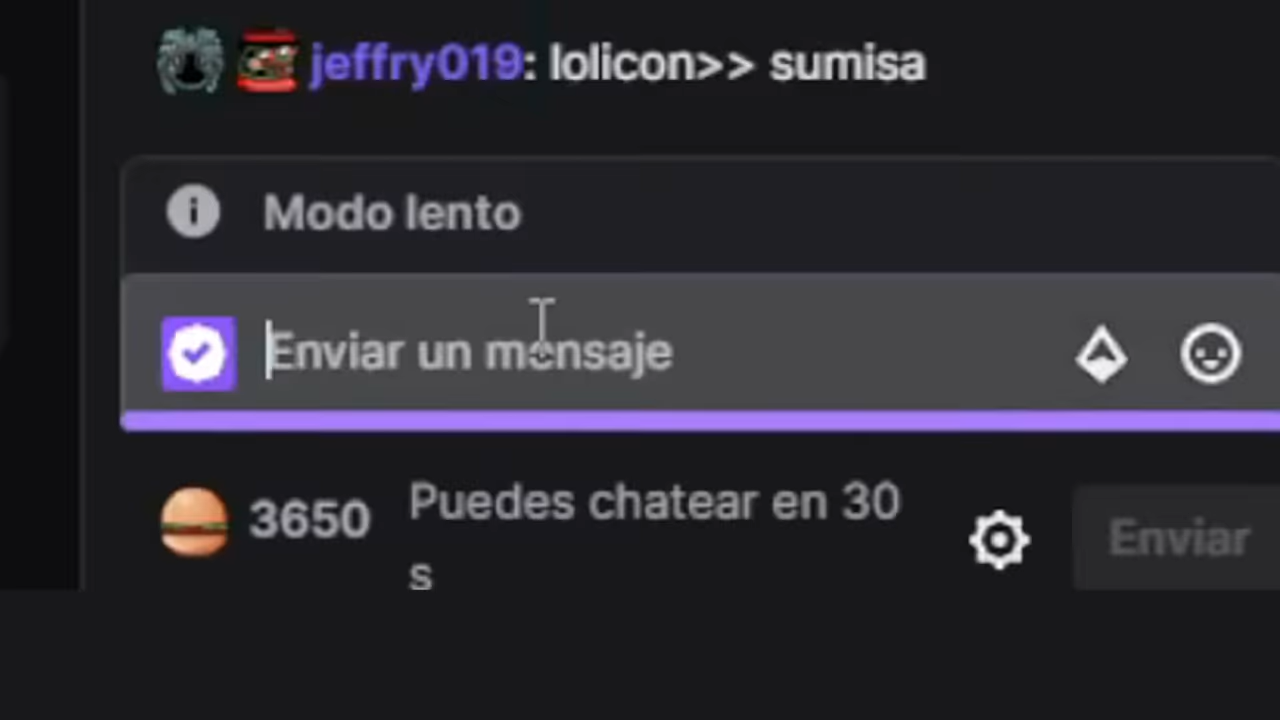 jeffry019: lolicon>> sumisa
Modo lento
Enviar un mensaje
3650
Puedes chatear en 30
s
Enviar